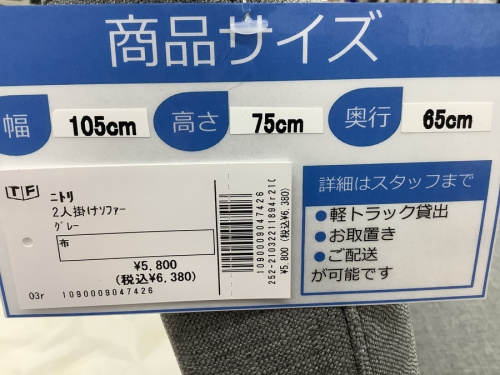 商品サイズ
幅 105cm 高さ 75cm 奥行 65cm
TF
ニトリ
2人掛けソファー
グレー
布
¥5,800
(税込¥6,380)
03r 1090009047426
1090009047426
252-21032211894r210
¥5,800 (税込¥6,380)
詳細はスタッフまで
●軽トラック貸出
●お取置き
●ご配送
が可能です